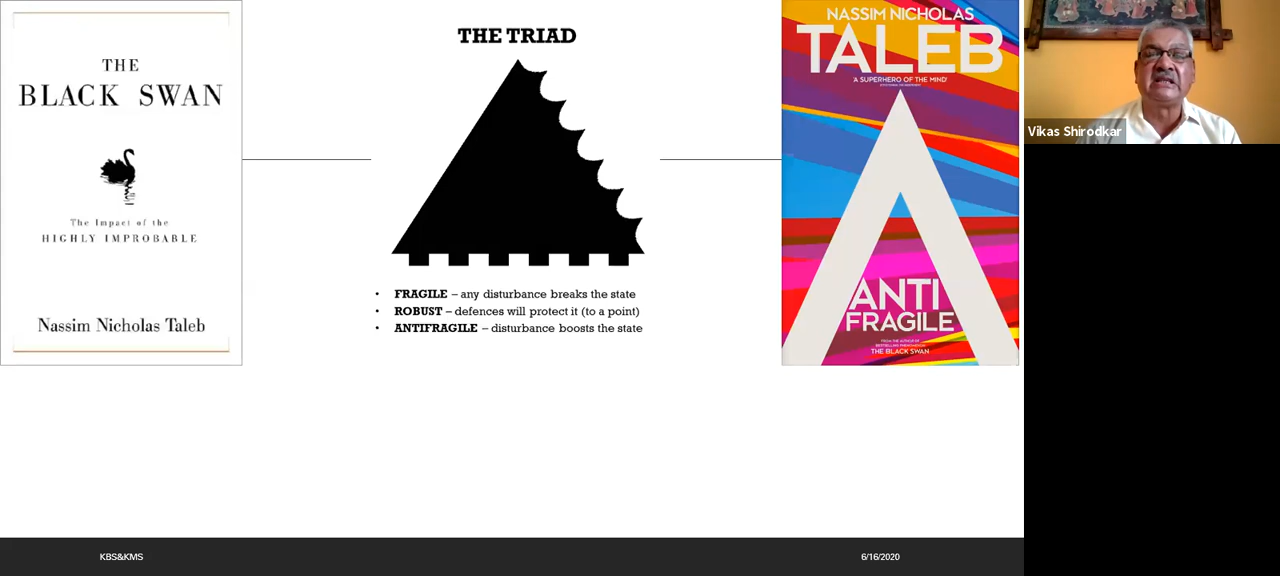 THE
BLACK SWAN
The Impact of the
HIGHLY IMPROBABLE
Nassim Nicholas Taleb
THE TRIAD
• FRAGILE – any disturbance breaks the state
• ROBUST – defences will protect it (to a point)
• ANTIFRAGILE – disturbance boosts the state
NASSIM NICHOLAS
TALEB
'A SUPERHERO OF THE MIND'
ANTI
FRAGILE
FROM THE AUTHOR OF
BESTSELLING PHENOMENON
THE BLACK SWAN
Vikas Shirodkar
KBS&KMS
6/16/2020